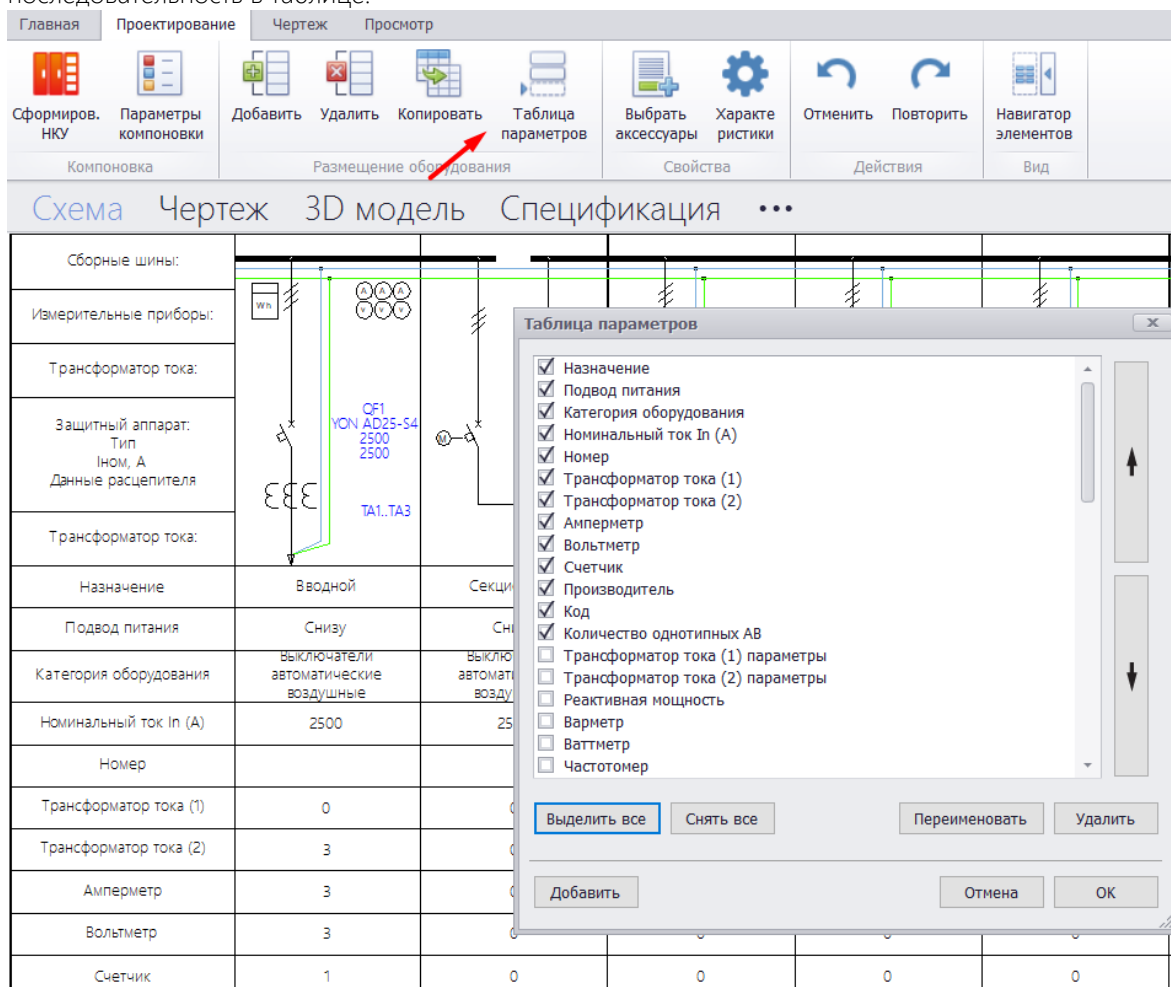 последовательность в таблице.
Главная Проектирование Чертеж Просмотр
Сформиров. НКУ
Параметры компоновки
Добавить
Удалить
Копировать
Таблица параметров
Выбрать аксессуары
Характе ристики
Отменить
Повторить
Навигатор элементов
Компоновка Размещение оборудования Свойства Действия Вид
Схема Чертеж 3D модель Спецификация •••
Сборные шины:
Измерительные приборы:
Wh
A A A
V V V
Трансформатор тока:
Защитный аппарат:
Тип
Iном, А
Данные расцепителя
QF1
YON AD25-S4
2500
2500
M
TA1..TA3
Трансформатор тока:
Назначение Вводной
Подвод питания Снизу
Категория оборудования
Выключатели
автоматические
воздушные
Номинальный ток In (A) 2500
Номер
Трансформатор тока (1) 0
Трансформатор тока (2) 3
Амперметр 3
Вольтметр 3
Счетчик 1 0 0 0 0
Таблица параметров x
Назначение
Подвод питания
Категория оборудования
Номинальный ток In (A)
Номер
Трансформатор тока (1)
Трансформатор тока (2)
Амперметр
Вольтметр
Счетчик
Производитель
Код
Количество однотипных АВ
Трансформатор тока (1) параметры
Трансформатор тока (2) параметры
Реактивная мощность
Варметр
Ваттметр
Частотомер
Выделить все Снять все Переименовать Удалить
Добавить Отмена OK